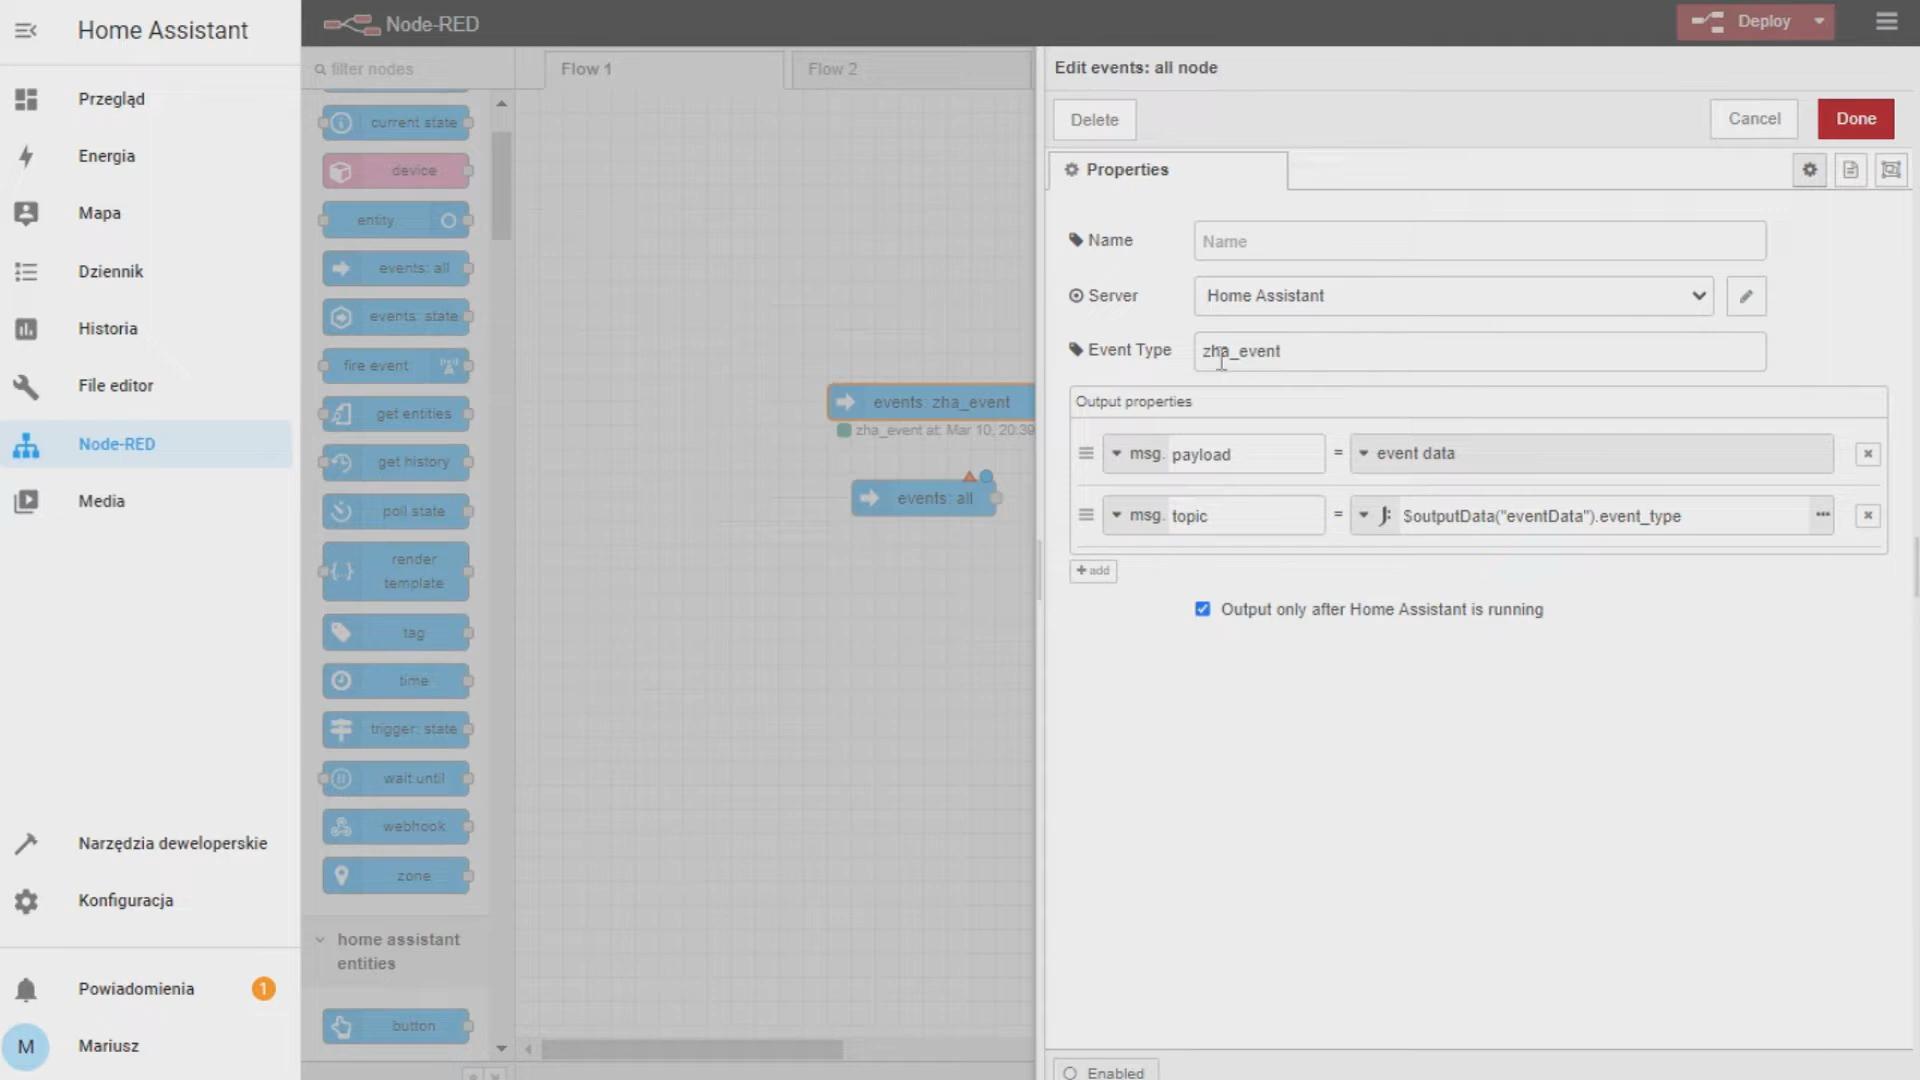 Home Assistant
Przegląd
Energia
Mapa
Dziennik
Historia
File editor
Node-RED
Media
Narzędzia deweloperskie
Konfiguracja
Powiadomienia
1
M
Mariusz
Node-RED
Deploy
filter nodes
current state
device
entity
events: all
events: state
fire event
get entities
get history
poll state
render
template
tag
time
trigger: state
wait until
webhook
zone
home assistant
entities
button
Flow 1
Flow 2
events: zha_event
zha_event at: Mar 10, 20:39
events: all
Edit events: all node
Delete
Cancel
Done
Properties
Name
Name
Server
Home Assistant
Event Type
zha_event
Output properties
msg. payload
=
event data
msg. topic
=
J: $outputData("eventData").event_type
...
+ add
Output only after Home Assistant is running
Enabled